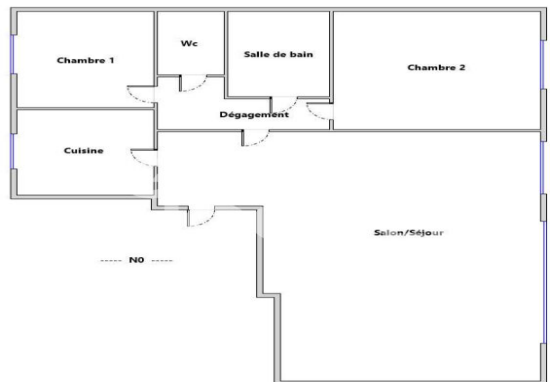 Wc
Chambre 1
Salle de bain
Chambre 2
Dégagement
Cuisine
Salon/Séjour
N0